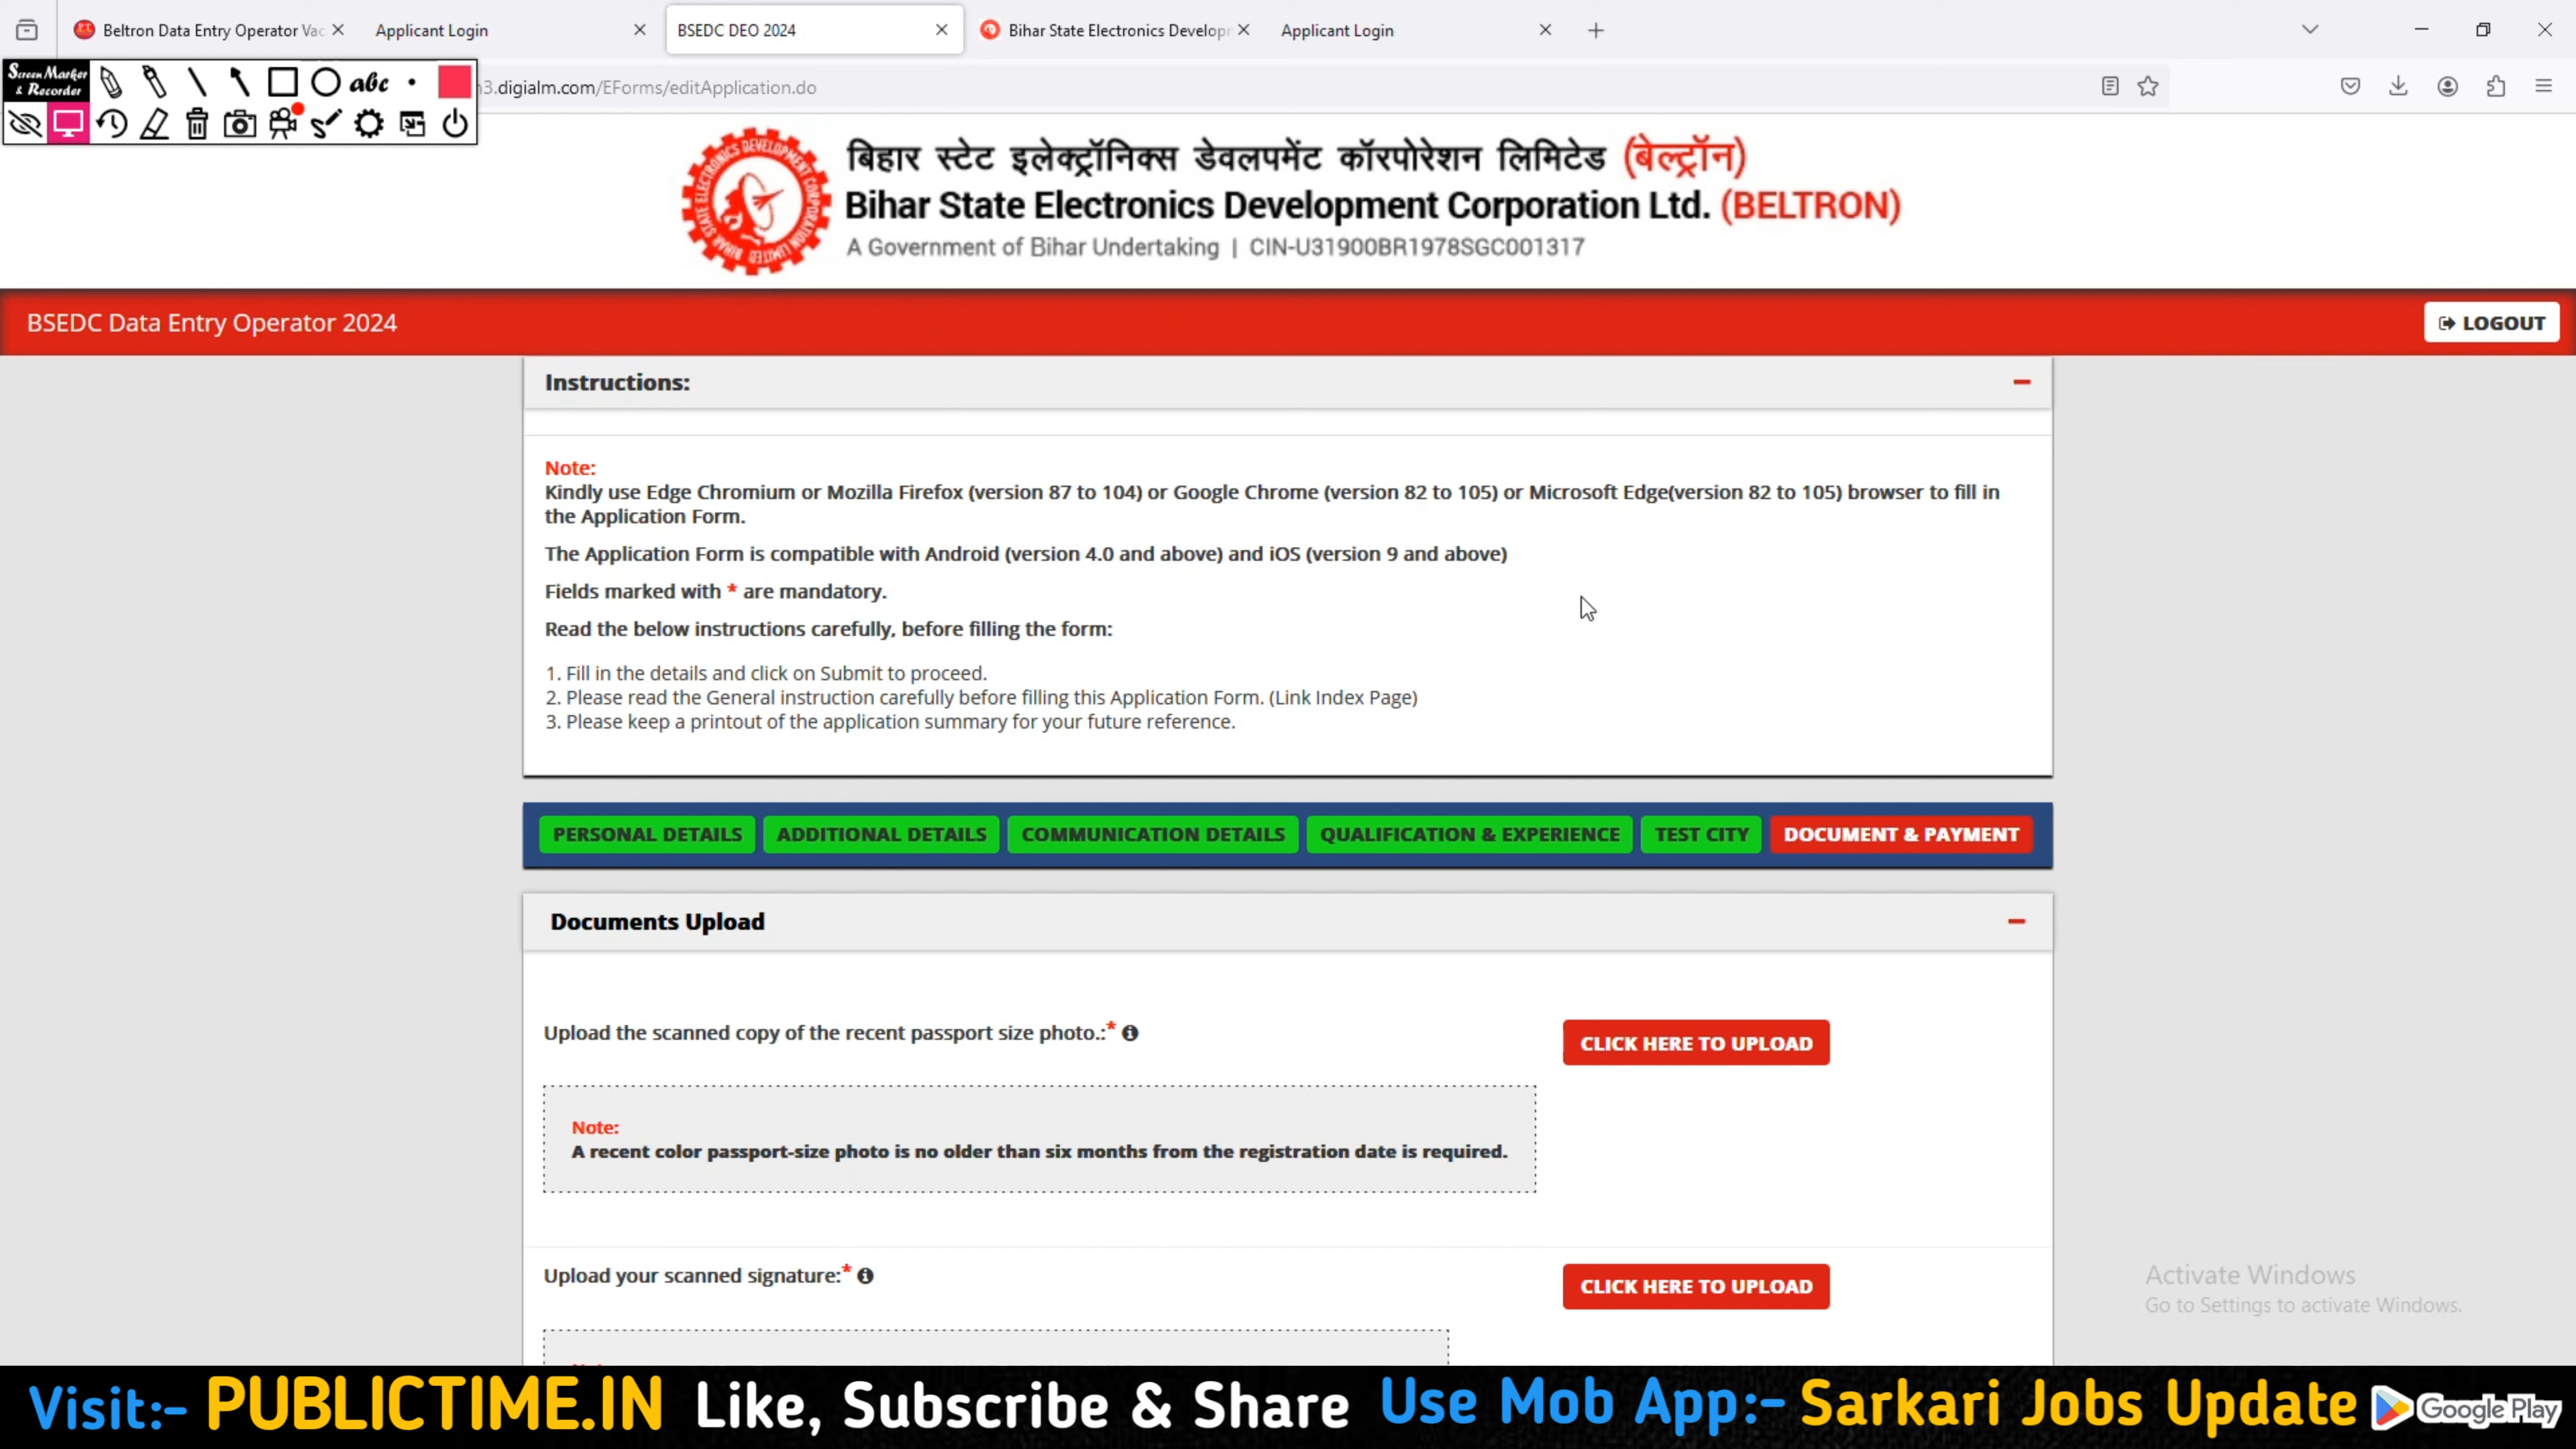 Beltron Data Entry Operator Vac
Applicant Login
BSEDC DEO 2024
Bihar State Electronics Develop
Applicant Login
Screen Marker
& Recorder
abc
3.digialm.com/EForms/editApplication.do
बिहार स्टेट इलेक्ट्रॉनिक्स डेवलपमेंट कॉरपोरेशन लिमिटेड (बेल्ट्रॉन)
Bihar State Electronics Development Corporation Ltd. (BELTRON)
A Government of Bihar Undertaking | CIN-U31900BR1978SGC001317
BIHAR STATE ELECTRONICS DEVELOPMENT CORPORATION LIMITED
BSEDC Data Entry Operator 2024
LOGOUT
Instructions:
Note:
Kindly use Edge Chromium or Mozilla Firefox (version 87 to 104) or Google Chrome (version 82 to 105) or Microsoft Edge(version 82 to 105) browser to fill in
the Application Form.
The Application Form is compatible with Android (version 4.0 and above) and iOS (version 9 and above)
Fields marked with * are mandatory.
Read the below instructions carefully, before filling the form:
1. Fill in the details and click on Submit to proceed.
2. Please read the General instruction carefully before filling this Application Form. (Link Index Page)
3. Please keep a printout of the application summary for your future reference.
PERSONAL DETAILS ADDITIONAL DETAILS COMMUNICATION DETAILS QUALIFICATION & EXPERIENCE TEST CITY DOCUMENT & PAYMENT
Documents Upload
Upload the scanned copy of the recent passport size photo.:*
CLICK HERE TO UPLOAD
Note:
A recent color passport-size photo is no older than six months from the registration date is required.
Upload your scanned signature:*
CLICK HERE TO UPLOAD
Activate Windows
Go to Settings to activate Windows.
Visit:- PUBLICTIME.IN Like, Subscribe & Share Use Mob App:- Sarkari Jobs Update Google Play